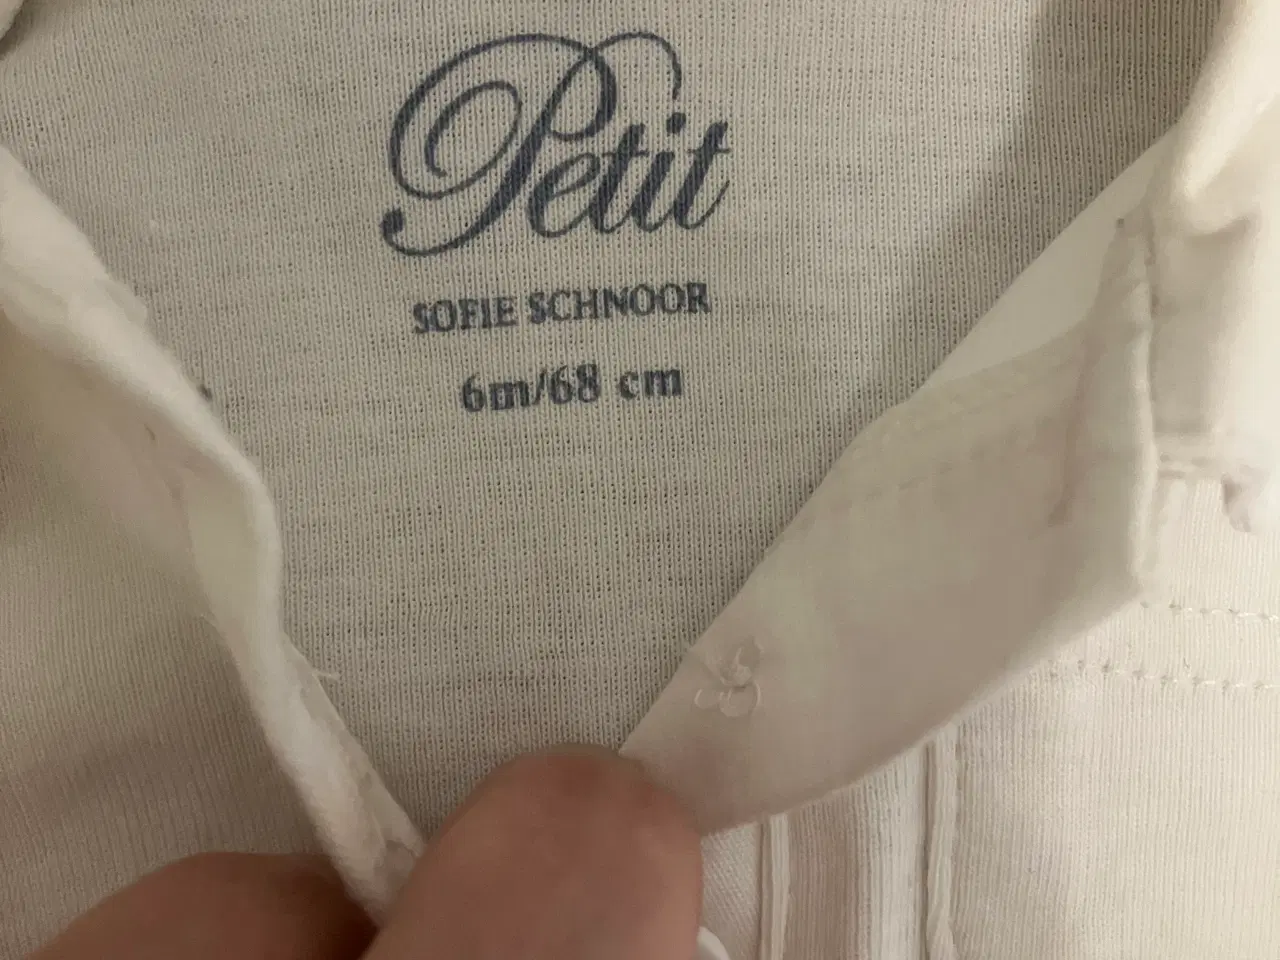 Petit
SOFIE SCHNOOR
6m/68 cm